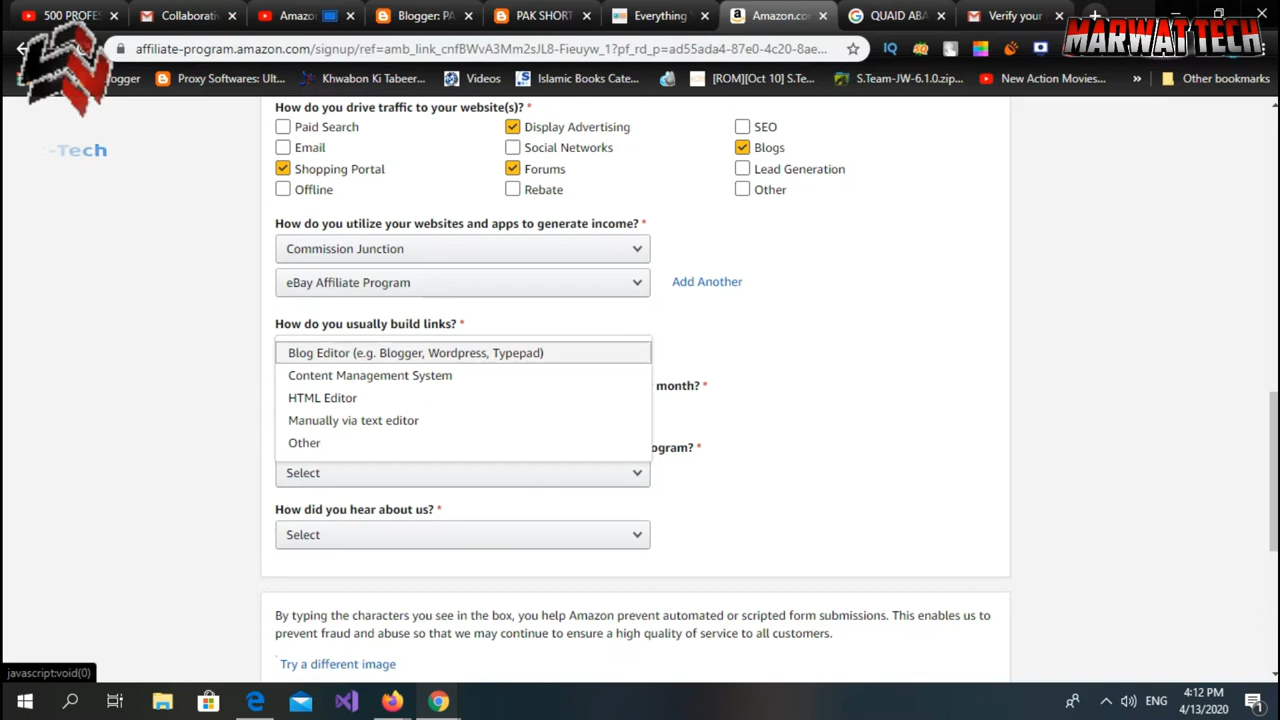 500 PROFES
Collaborativ
Amazon
Blogger: PA
PAK SHORT
Everything V
Amazon.co
QUAID ABA
Verify your
affiliate-program.amazon.com/signup/ref=amb_link_cnfBWvA3Mm2sJL8-Fieuyw_1?pf_rd_p=ad55ada4-87e0-4c20-8ae...
MARWAT TECH
ogger
Proxy Softwares: Ult...
Khwabon Ki Tabeer...
Videos
Islamic Books Cate...
[ROM][Oct 10] S.Te...
S.Team-JW-6.1.0.zip...
New Action Movies...
»
Other bookmarks
-Tech
How do you drive traffic to your website(s)? *
Paid Search
Display Advertising
SEO
Email
Social Networks
Blogs
Shopping Portal
Forums
Lead Generation
Offline
Rebate
Other
How do you utilize your websites and apps to generate income? *
Commission Junction
eBay Affiliate Program
Add Another
How do you usually build links? *
Blog Editor (e.g. Blogger, Wordpress, Typepad)
Content Management System
HTML Editor
Manually via text editor
Other
month? *
ogram? *
Select
How did you hear about us? *
Select
By typing the characters you see in the box, you help Amazon prevent automated or scripted form submissions. This enables us to
prevent fraud and abuse so that we may continue to ensure a high quality of service to all customers.
Try a different image
javascript:void(0)
ENG
4:12 PM
4/13/2020
1